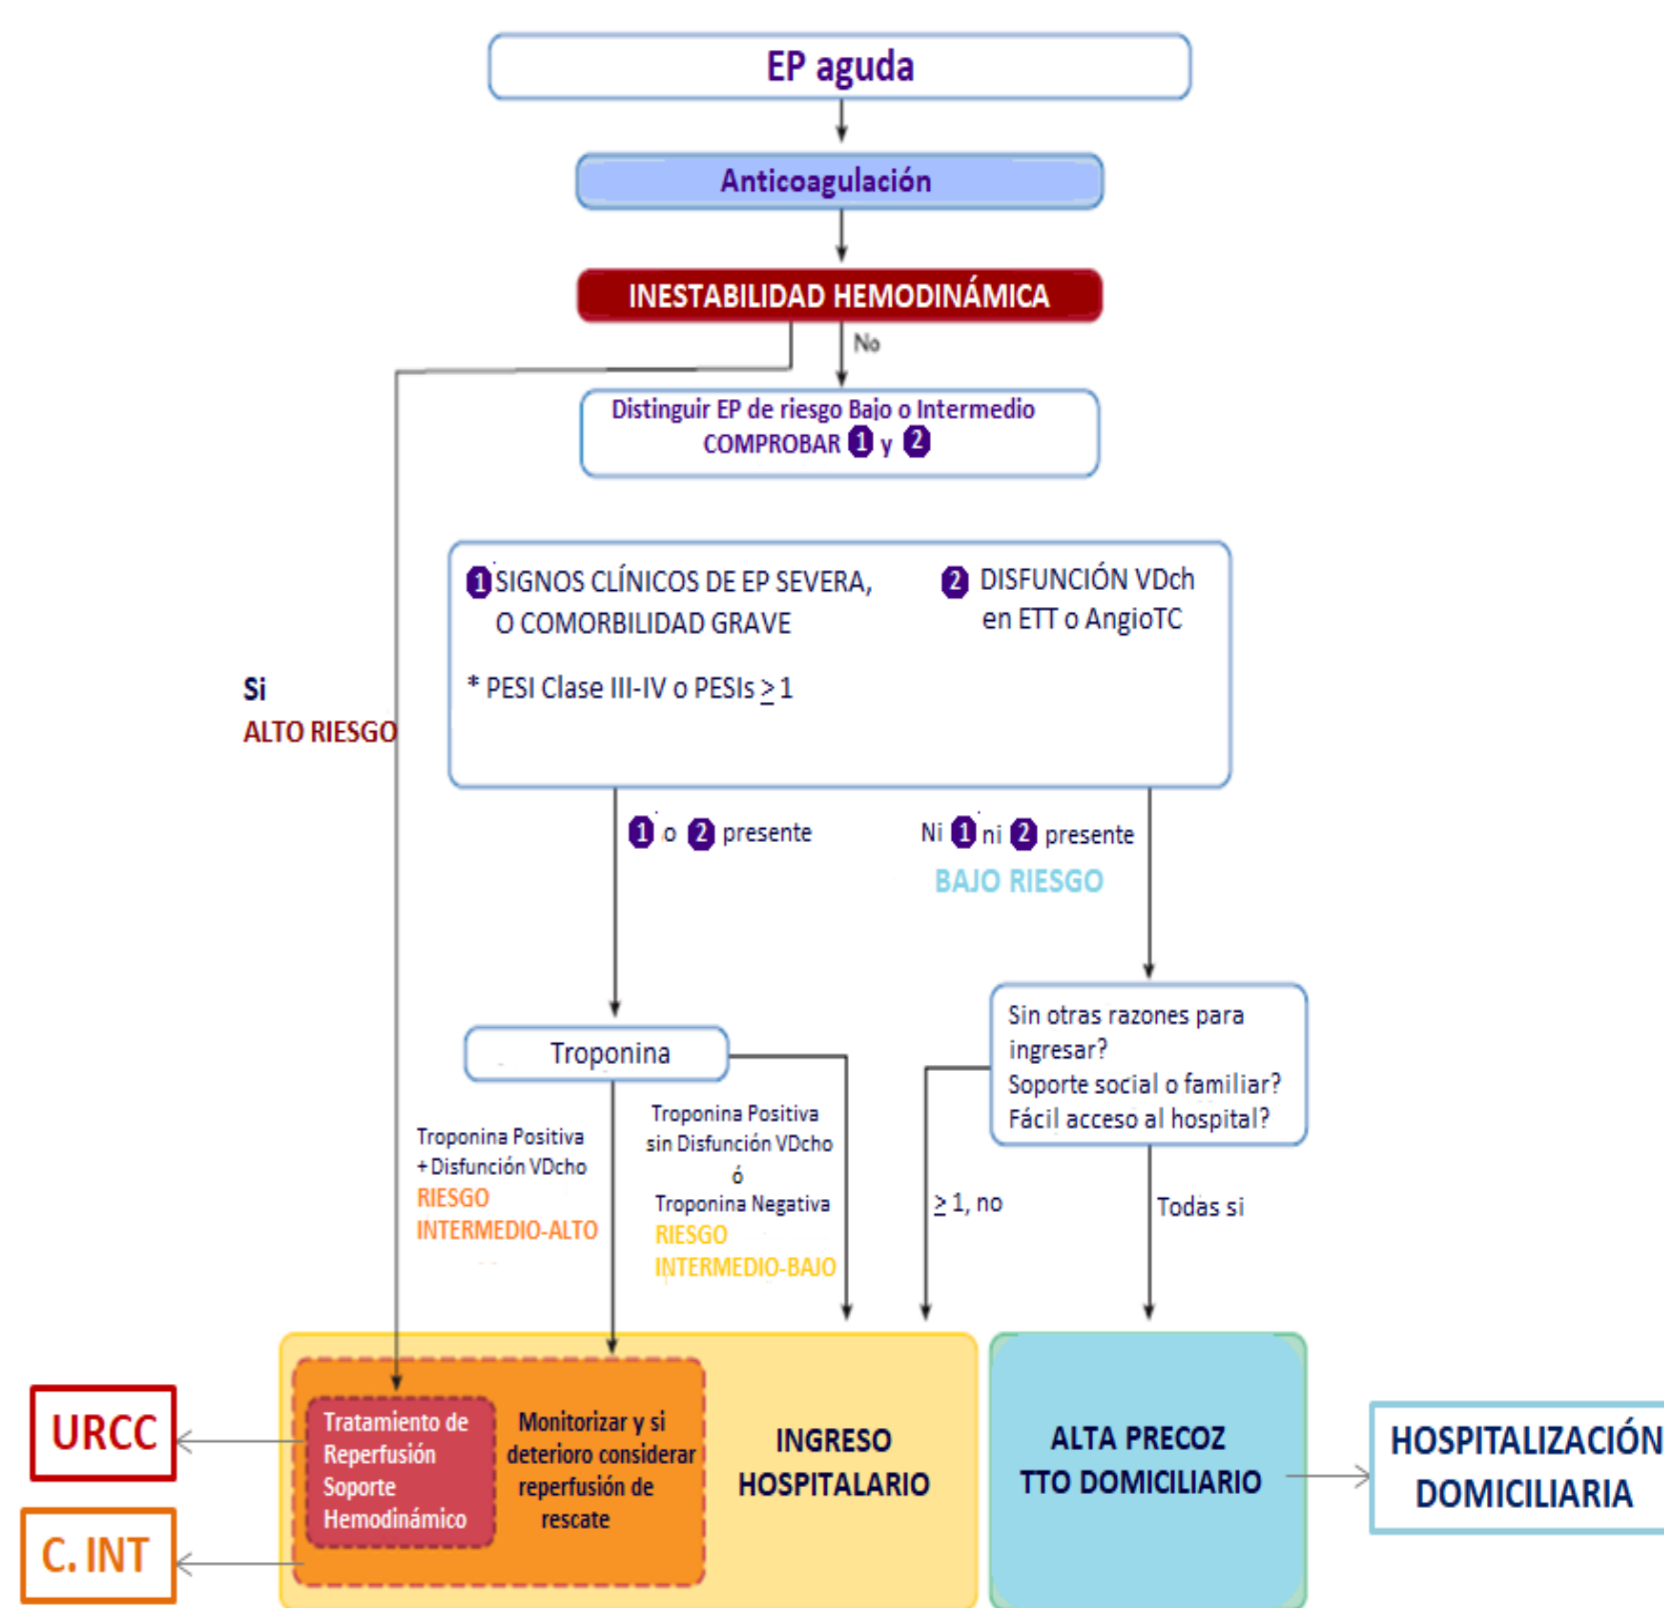 EP aguda
Anticoagulación
INESTABILIDAD HEMODINÁMICA
No
Distinguir EP de riesgo Bajo o Intermedio
COMPROBAR 1 y 2
1 SIGNOS CLÍNICOS DE EP SEVERA,
O COMORBILIDAD GRAVE
* PESI Clase III-IV o PESIs ≥ 1
2 DISFUNCIÓN VDch
en ETT o AngioTC
Si
ALTO RIESGO
1 o 2 presente
Ni 1 ni 2 presente
BAJO RIESGO
Troponina
Sin otras razones para
ingresar?
Soporte social o familiar?
Fácil acceso al hospital?
Troponina Positiva
+ Disfunción VDcho
RIESGO
INTERMEDIO-ALTO
Troponina Positiva
sin Disfunción VDcho
ó
Troponina Negativa
RIESGO
INTERMEDIO-BAJO
≥ 1, no
Todas si
URCC
C. INT
Tratamiento de
Reperfusión
Soporte
Hemodinámico
Monitorizar y si
deterioro considerar
reperfusión de
rescate
INGRESO
HOSPITALARIO
ALTA PRECOZ
TTO DOMICILIARIO
HOSPITALIZACIÓN
DOMICILIARIA